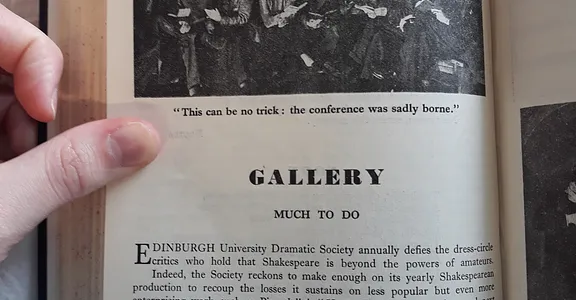 "This can be no trick: the conference was sadly borne."
GALLERY
MUCH TO DO
EDINBURGH University Dramatic Society annually defies the dress-circle
critics who hold that Shakespeare is beyond the powers of amateurs.
Indeed, the Society reckons to make enough on its yearly Shakespearean
production to recoup the losses it sustains on less popular but even more